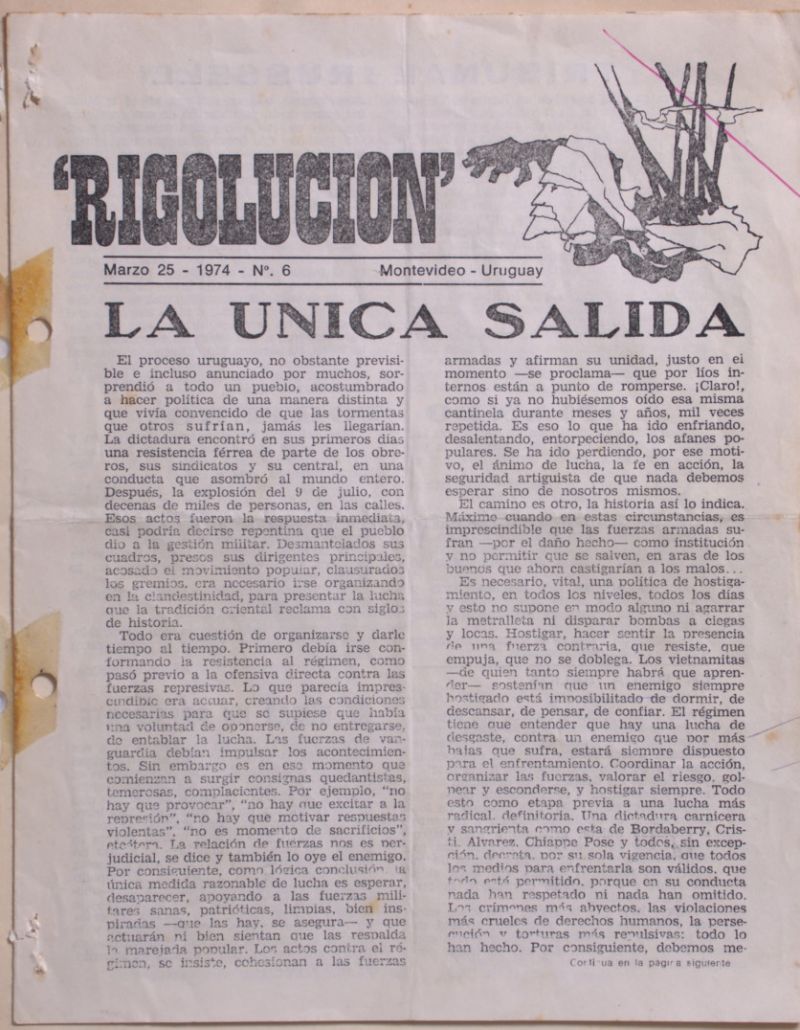 'RIGOLUCION'
Marzo 25 - 1974 - Nº. 6 Montevideo - Uruguay
LA UNICA SALIDA
El proceso uruguayo, no obstante previsi-
ble e incluso anunciado por muchos, sor-
prendió a todo un pueblo, acostumbrado
a hacer política de una manera distinta y
que vivía convencido de que las tormentas
que otros sufrían, jamás les llegarían.
La dictadura encontró en sus primeros días
una resistencia férrea de parte de los obre-
ros, sus sindicatos y su central, en una
conducta que asombró al mundo entero.
Después, la explosión del 9 de julio, con
decenas de miles de personas, en las calles.
Esos actos fueron la respuesta inmediata,
casi podría decirse repentina que el pueblo
dio a la gestión militar. Desmantelados sus
cuadros, presos sus dirigentes principales,
acosado el movimiento popular, clausurados
los gremios, era necesario irse organizando
en la clandestinidad, para presentar la lucha
que la tradición oriental reclama con siglos
de historia.
Todo era cuestión de organizarse y darle
tiempo al tiempo. Primero debía irse con-
formando la resistencia al régimen, como
pasó previo a la ofensiva directa contra las
fuerzas represivas. Lo que parecía impres-
cindible era actuar, creando las condiciones
necesarias para que se supiese que había
una voluntad de oponerse, de no entregarse,
de entablar la lucha. Las fuerzas de van-
guardia debían impulsar los acontecimien-
tos. Sin embargo es en ese momento que
comienzan a surgir consignas quedantistas,
temerosas, complacientes. Por ejemplo, "no
hay que provocar", "no hay que excitar a la
represión", "no hay que motivar respuestas
violentas", "no es momento de sacrificios",
etcétera. La relación de fuerzas nos es per-
judicial, se dice y también lo oye el enemigo.
Por consiguiente, como lógica conclusión la
única medida razonable de lucha es esperar,
desaparecer, apoyando a las fuerzas mili-
tares sanas, patrióticas, limpias, bien ins-
piradas —que las hay, se asegura— y que
actuarán ni bien sientan que las respalda
la marejada popular. Los actos contra el ré-
gimen, se insiste, cohesionan a las fuerzas
armadas y afirman su unidad, justo en el
momento —se proclama— que por líos in-
ternos están a punto de romperse. ¡Claro!,
como si ya no hubiésemos oído esa misma
cantinela durante meses y años, mil veces
repetida. Es eso lo que ha ido enfriando,
desalentando, entorpeciendo, los afanes po-
pulares. Se ha ido perdiendo, por ese moti-
vo, el ánimo de lucha, la fe en acción, la
seguridad artiguista de que nada debemos
esperar sino de nosotros mismos.
El camino es otro, la historia así lo indica.
Máxime cuando en estas circunstancias, es
imprescindible que las fuerzas armadas su-
fran —por el daño hecho— como institución
y no permitir que se salven, en aras de los
buenos que ahora castigarían a los malos...
Es necesario, vital, una política de hostiga-
miento, en todos los niveles, todos los días
y esto no supone en modo alguno ni agarrar
la metralleta ni disparar bombas a ciegas
y locas. Hostigar, hacer sentir la presencia
de una fuerza contraria, que resiste, que
empuja, que no se doblega. Los vietnamitas
—de quien tanto siempre habrá que apren-
der— sostenían que un enemigo siempre
hostigado está imposibilitado de dormir, de
descansar, de pensar, de confiar. El régimen
tiene que entender que hay una lucha de
desgaste, contra un enemigo que por más
bajas que sufra, estará siempre dispuesto
para el enfrentamiento. Coordinar la acción,
organizar las fuerzas, valorar el riesgo, gol-
pear y esconderse, y hostigar siempre. Todo
esto como etapa previa a una lucha más
radical, definitoria. Una dictadura carnicera
y sangrienta como esta de Bordaberry, Cris-
ti, Alvarez, Chiappe Pose y todos, sin excep-
ción, decreta, por su sola vigencia, que todos
los medios para enfrentarla son válidos, que
todo está permitido, porque en su conducta
nada han respetado ni nada han omitido.
Los crímenes más abyectos, las violaciones
más crueles de derechos humanos, la perse-
cución y torturas más repulsivas: todo lo
han hecho. Por consiguiente, debemos me-
Continua en la página siguiente